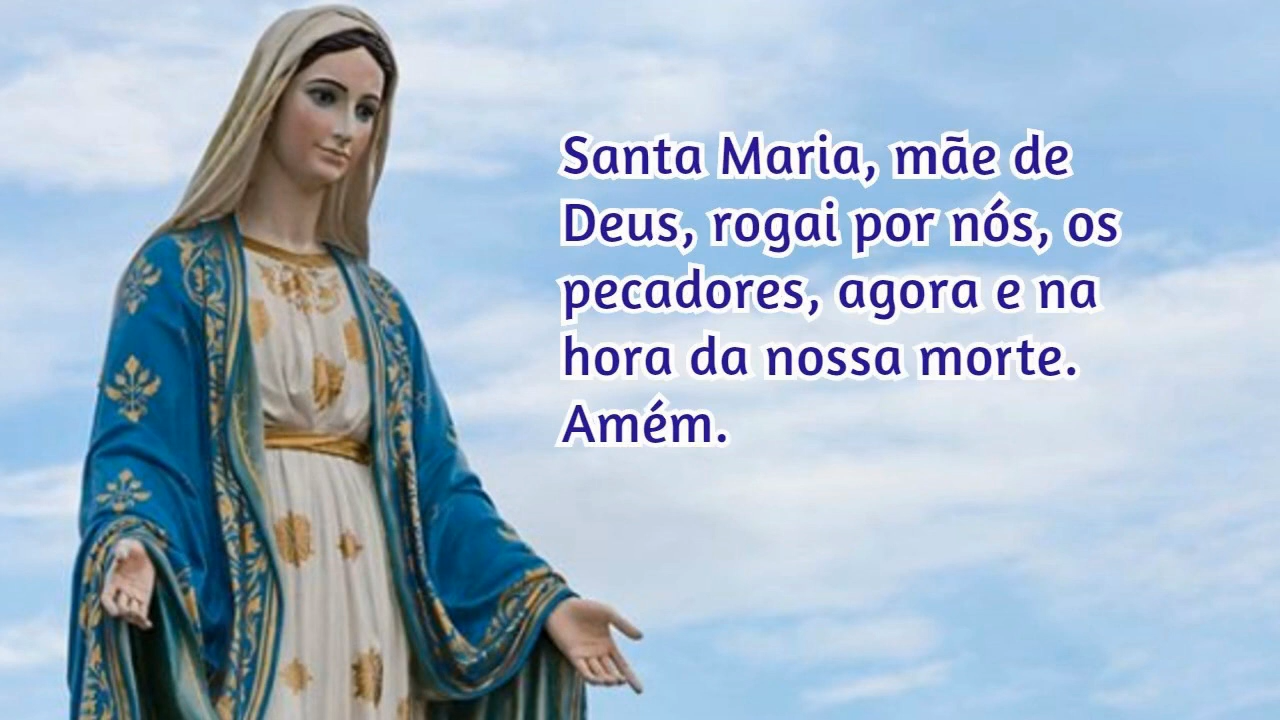 Santa Maria, mãe de
Deus, rogai por nós, os
pecadores, agora e na
hora da nossa morte.
Amém.